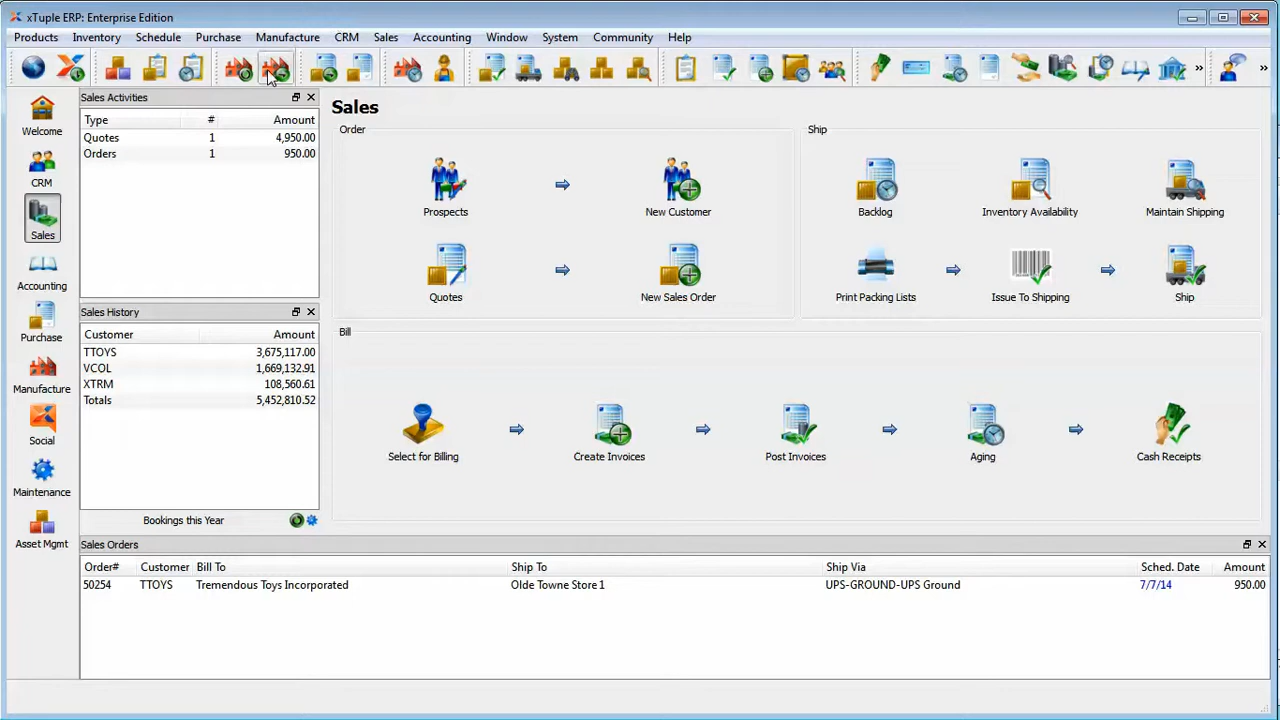 xTuple ERP: Enterprise Edition
Products Inventory Schedule Purchase Manufacture CRM Sales Accounting Window System Community Help
» »
Welcome
CRM
Sales
Accounting
Purchase
Manufacture
Social
Maintenance
Asset Mgmt
Sales Activities
Type # Amount
Quotes 1 4,950.00
Orders 1 950.00
Sales History
Customer Amount
TTOYS 3,675,117.00
VCOL 1,669,132.91
XTRM 108,560.61
Totals 5,452,810.52
Bookings this Year
Sales
Order
Prospects
New Customer
Quotes
New Sales Order
Ship
Backlog
Inventory Availability
Maintain Shipping
Print Packing Lists
Issue To Shipping
Ship
Bill
Select for Billing
Create Invoices
Post Invoices
Aging
Cash Receipts
Sales Orders
Order# Customer Bill To Ship To Ship Via Sched. Date Amount
50254 TTOYS Tremendous Toys Incorporated Olde Towne Store 1 UPS-GROUND-UPS Ground 7/7/14 950.00